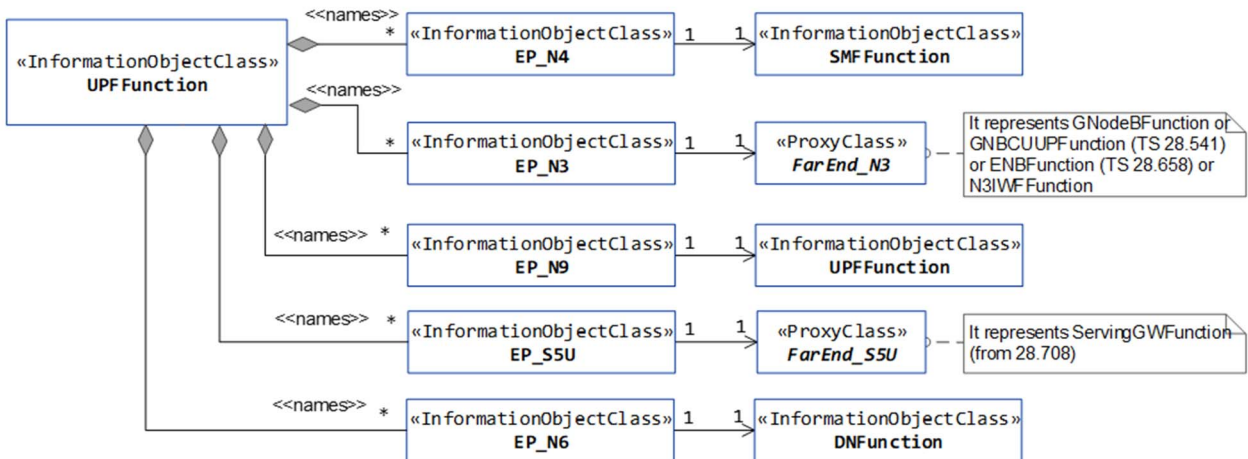 «InformationObjectClass»
UPFFunction
<<names>>
*
«InformationObjectClass»
EP_N4
1
1
«InformationObjectClass»
SMFFunction
<<names>>
*
«InformationObjectClass»
EP_N3
1
1
«ProxyClass»
FarEnd_N3
It represents GNodeBFunction or
GNBCUUPFunction (TS 28.541)
or ENBFunction (TS 28.658) or
N3IWFFunction
<<names>>
*
«InformationObjectClass»
EP_N9
1
1
«InformationObjectClass»
UPFFunction
<<names>>
*
«InformationObjectClass»
EP_S5U
1
1
«ProxyClass»
FarEnd_S5U
It represents ServingGWFunction
(from 28.708)
<<names>>
*
«InformationObjectClass»
EP_N6
1
1
«InformationObjectClass»
DNFunction